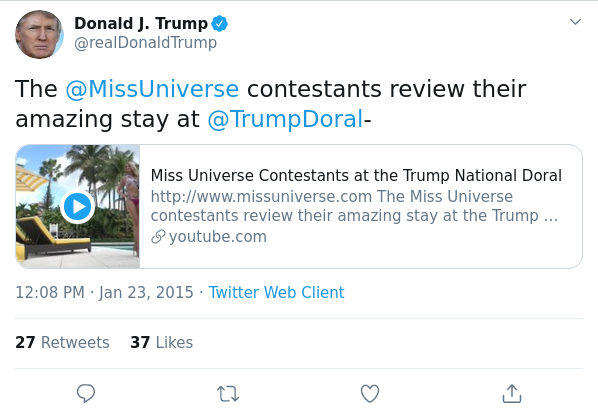 Donald J. Trump
@realDonaldTrump
The @MissUniverse contestants review their
amazing stay at @TrumpDoral-
Miss Universe Contestants at the Trump National Doral
http://www.missuniverse.com The Miss Universe
contestants review their amazing stay at the Trump ...
youtube.com
12:08 PM · Jan 23, 2015 · Twitter Web Client
27 Retweets 37 Likes